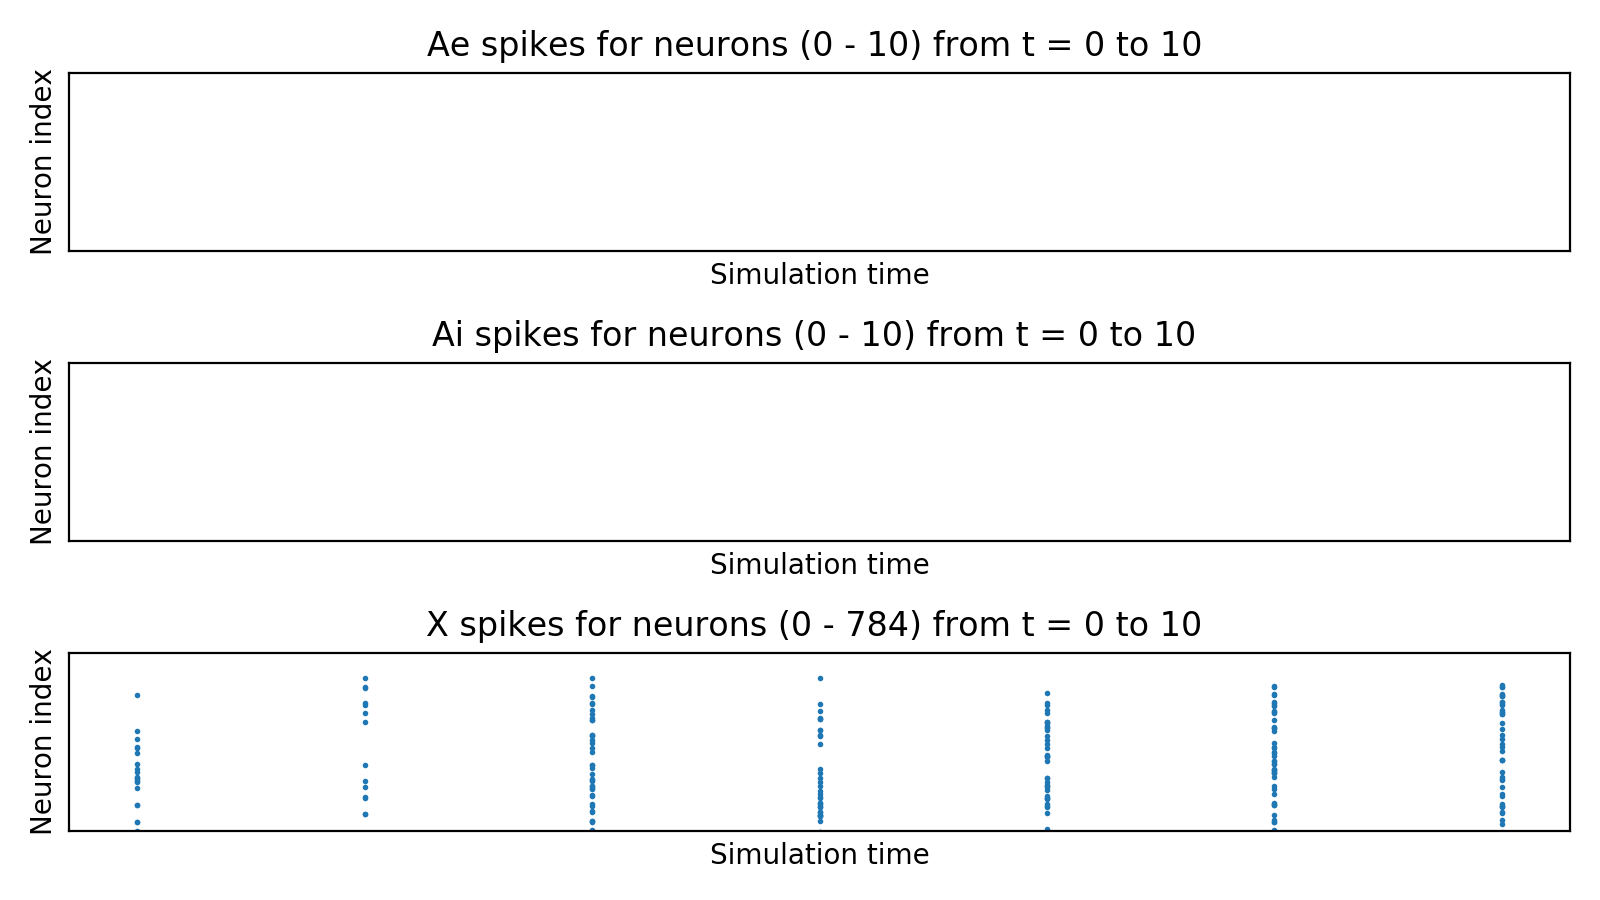 Ae spikes for neurons (0 - 10) from t = 0 to 10
Neuron index
Simulation time
Ai spikes for neurons (0 - 10) from t = 0 to 10
Neuron index
Simulation time
X spikes for neurons (0 - 784) from t = 0 to 10
Neuron index
Simulation time